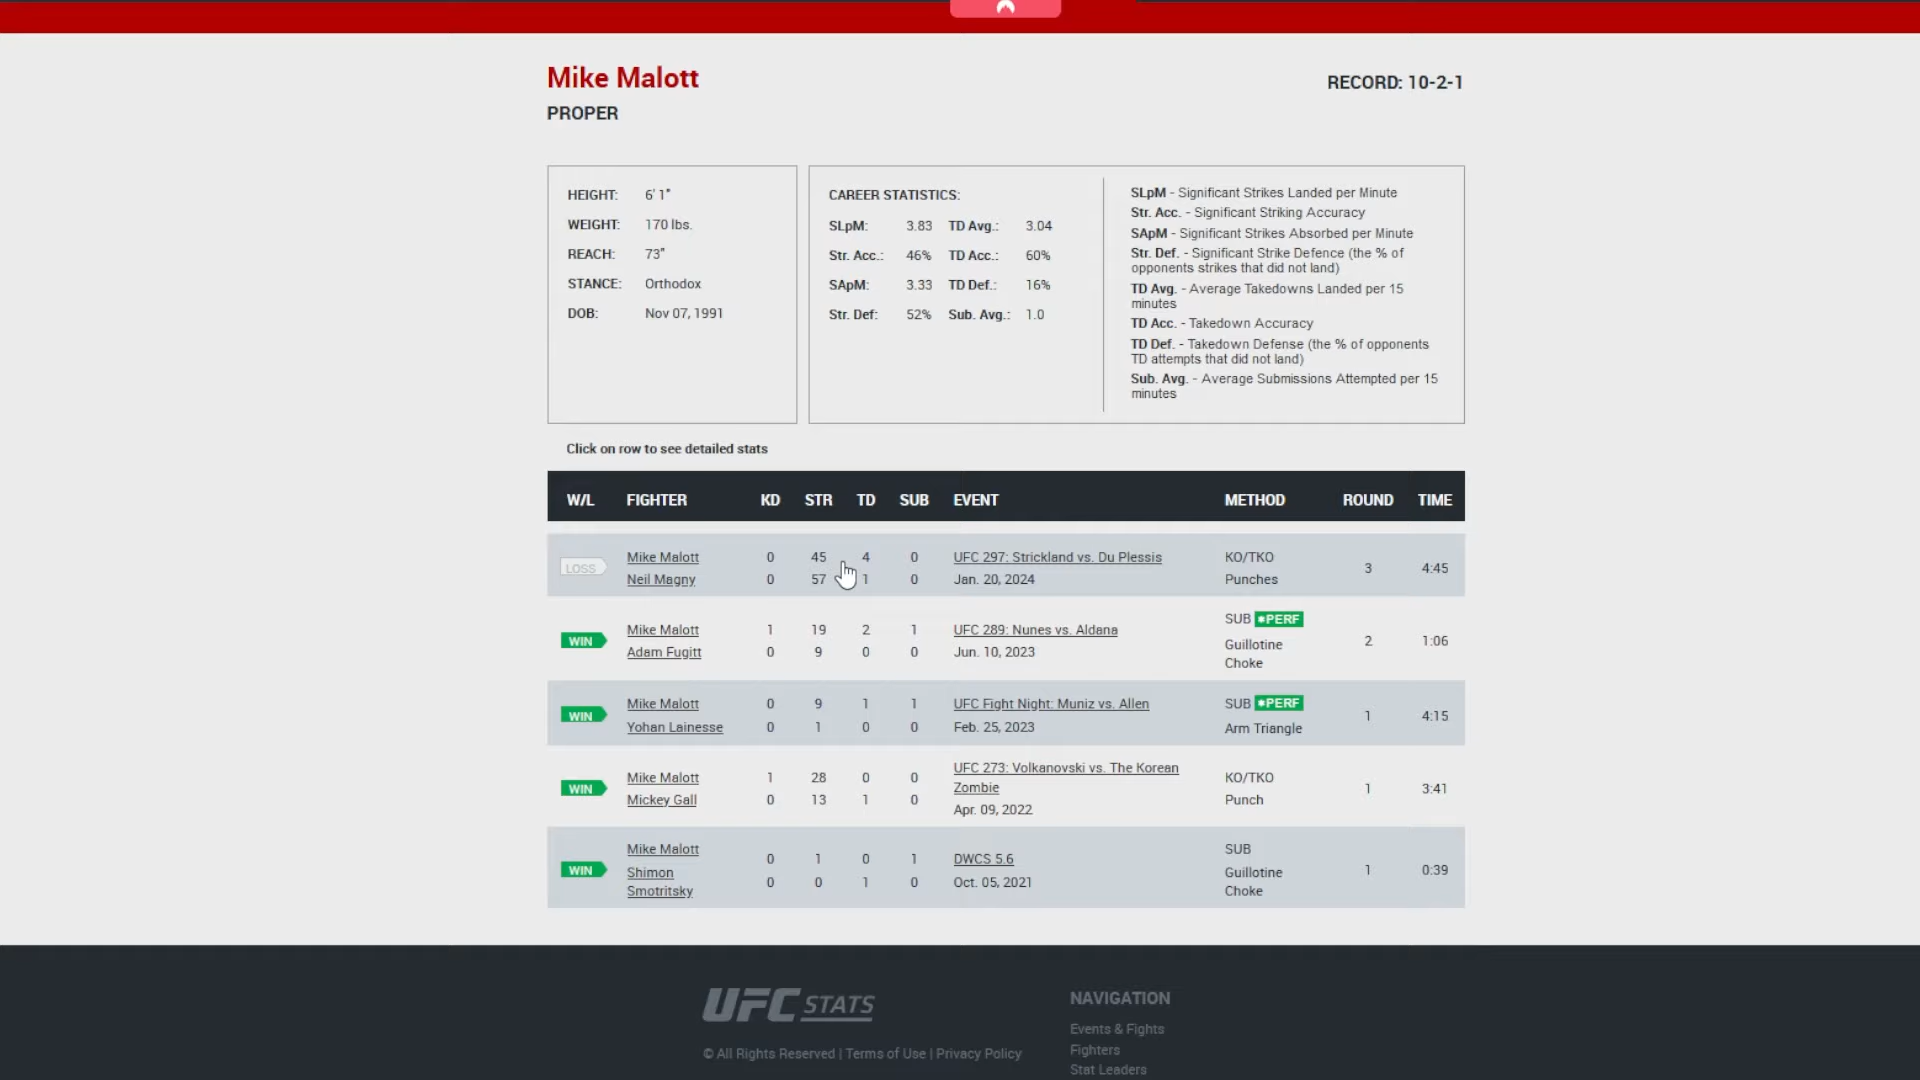 Mike Malott
RECORD: 10-2-1
PROPER
HEIGHT: 6' 1"
WEIGHT: 170 lbs.
REACH: 73"
STANCE: Orthodox
DOB: Nov 07, 1991
CAREER STATISTICS:
SLpM: 3.83 TD Avg.: 3.04
Str. Acc.: 46% TD Acc.: 60%
SApM: 3.33 TD Def.: 16%
Str. Def: 52% Sub. Avg.: 1.0
SLpM - Significant Strikes Landed per Minute
Str. Acc. - Significant Striking Accuracy
SApM - Significant Strikes Absorbed per Minute
Str. Def. - Significant Strike Defence (the % of
opponents strikes that did not land)
TD Avg. - Average Takedowns Landed per 15
minutes
TD Acc. - Takedown Accuracy
TD Def. - Takedown Defense (the % of opponents
TD attempts that did not land)
Sub. Avg. - Average Submissions Attempted per 15
minutes
Click on row to see detailed stats
W/L FIGHTER KD STR TD SUB EVENT METHOD ROUND TIME
LOSS
Mike Malott 0 45 4 0 UFC 297: Strickland vs. Du Plessis KO/TKO
Neil Magny 0 57 1 0 Jan. 20, 2024 Punches
3 4:45
WIN
Mike Malott 1 19 2 1 UFC 289: Nunes vs. Aldana SUB *PERF
Adam Fugitt 0 9 0 0 Jun. 10, 2023 Guillotine
Choke
2 1:06
WIN
Mike Malott 0 9 1 1 UFC Fight Night: Muniz vs. Allen SUB *PERF
Yohan Lainesse 0 1 0 0 Feb. 25, 2023 Arm Triangle
1 4:15
WIN
Mike Malott 1 28 0 0 UFC 273: Volkanovski vs. The Korean
Zombie KO/TKO
Mickey Gall 0 13 1 0 Apr. 09, 2022 Punch
1 3:41
WIN
Mike Malott 0 1 0 1 DWCS 5.6 SUB
Shimon
Smotritsky 0 0 1 0 Oct. 05, 2021 Guillotine
Choke
1 0:39
UFC STATS
© All Rights Reserved | Terms of Use | Privacy Policy
NAVIGATION
Events & Fights
Fighters
Stat Leaders